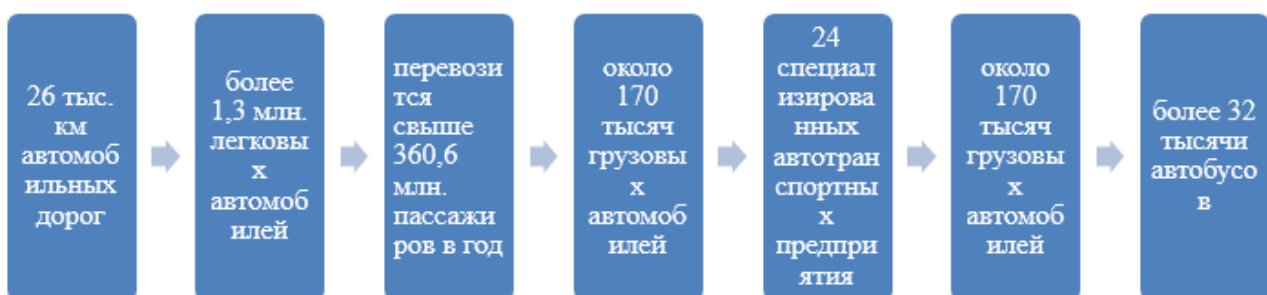 26 тыс.
км
автомоб
ильных
дорог
более
1,3 млн.
легковы
х
автомоб
илей
перевози
тся
свыше
360,6
млн.
пассажи
ров в год
около
170
тысяч
грузовы
х
автомоб
илей
24
специал
изирова
нных
автотран
спортны
х
предпри
ятия
около
170
тысяч
грузовы
х
автомоб
илей
более 32
тысячи
автобусо
в